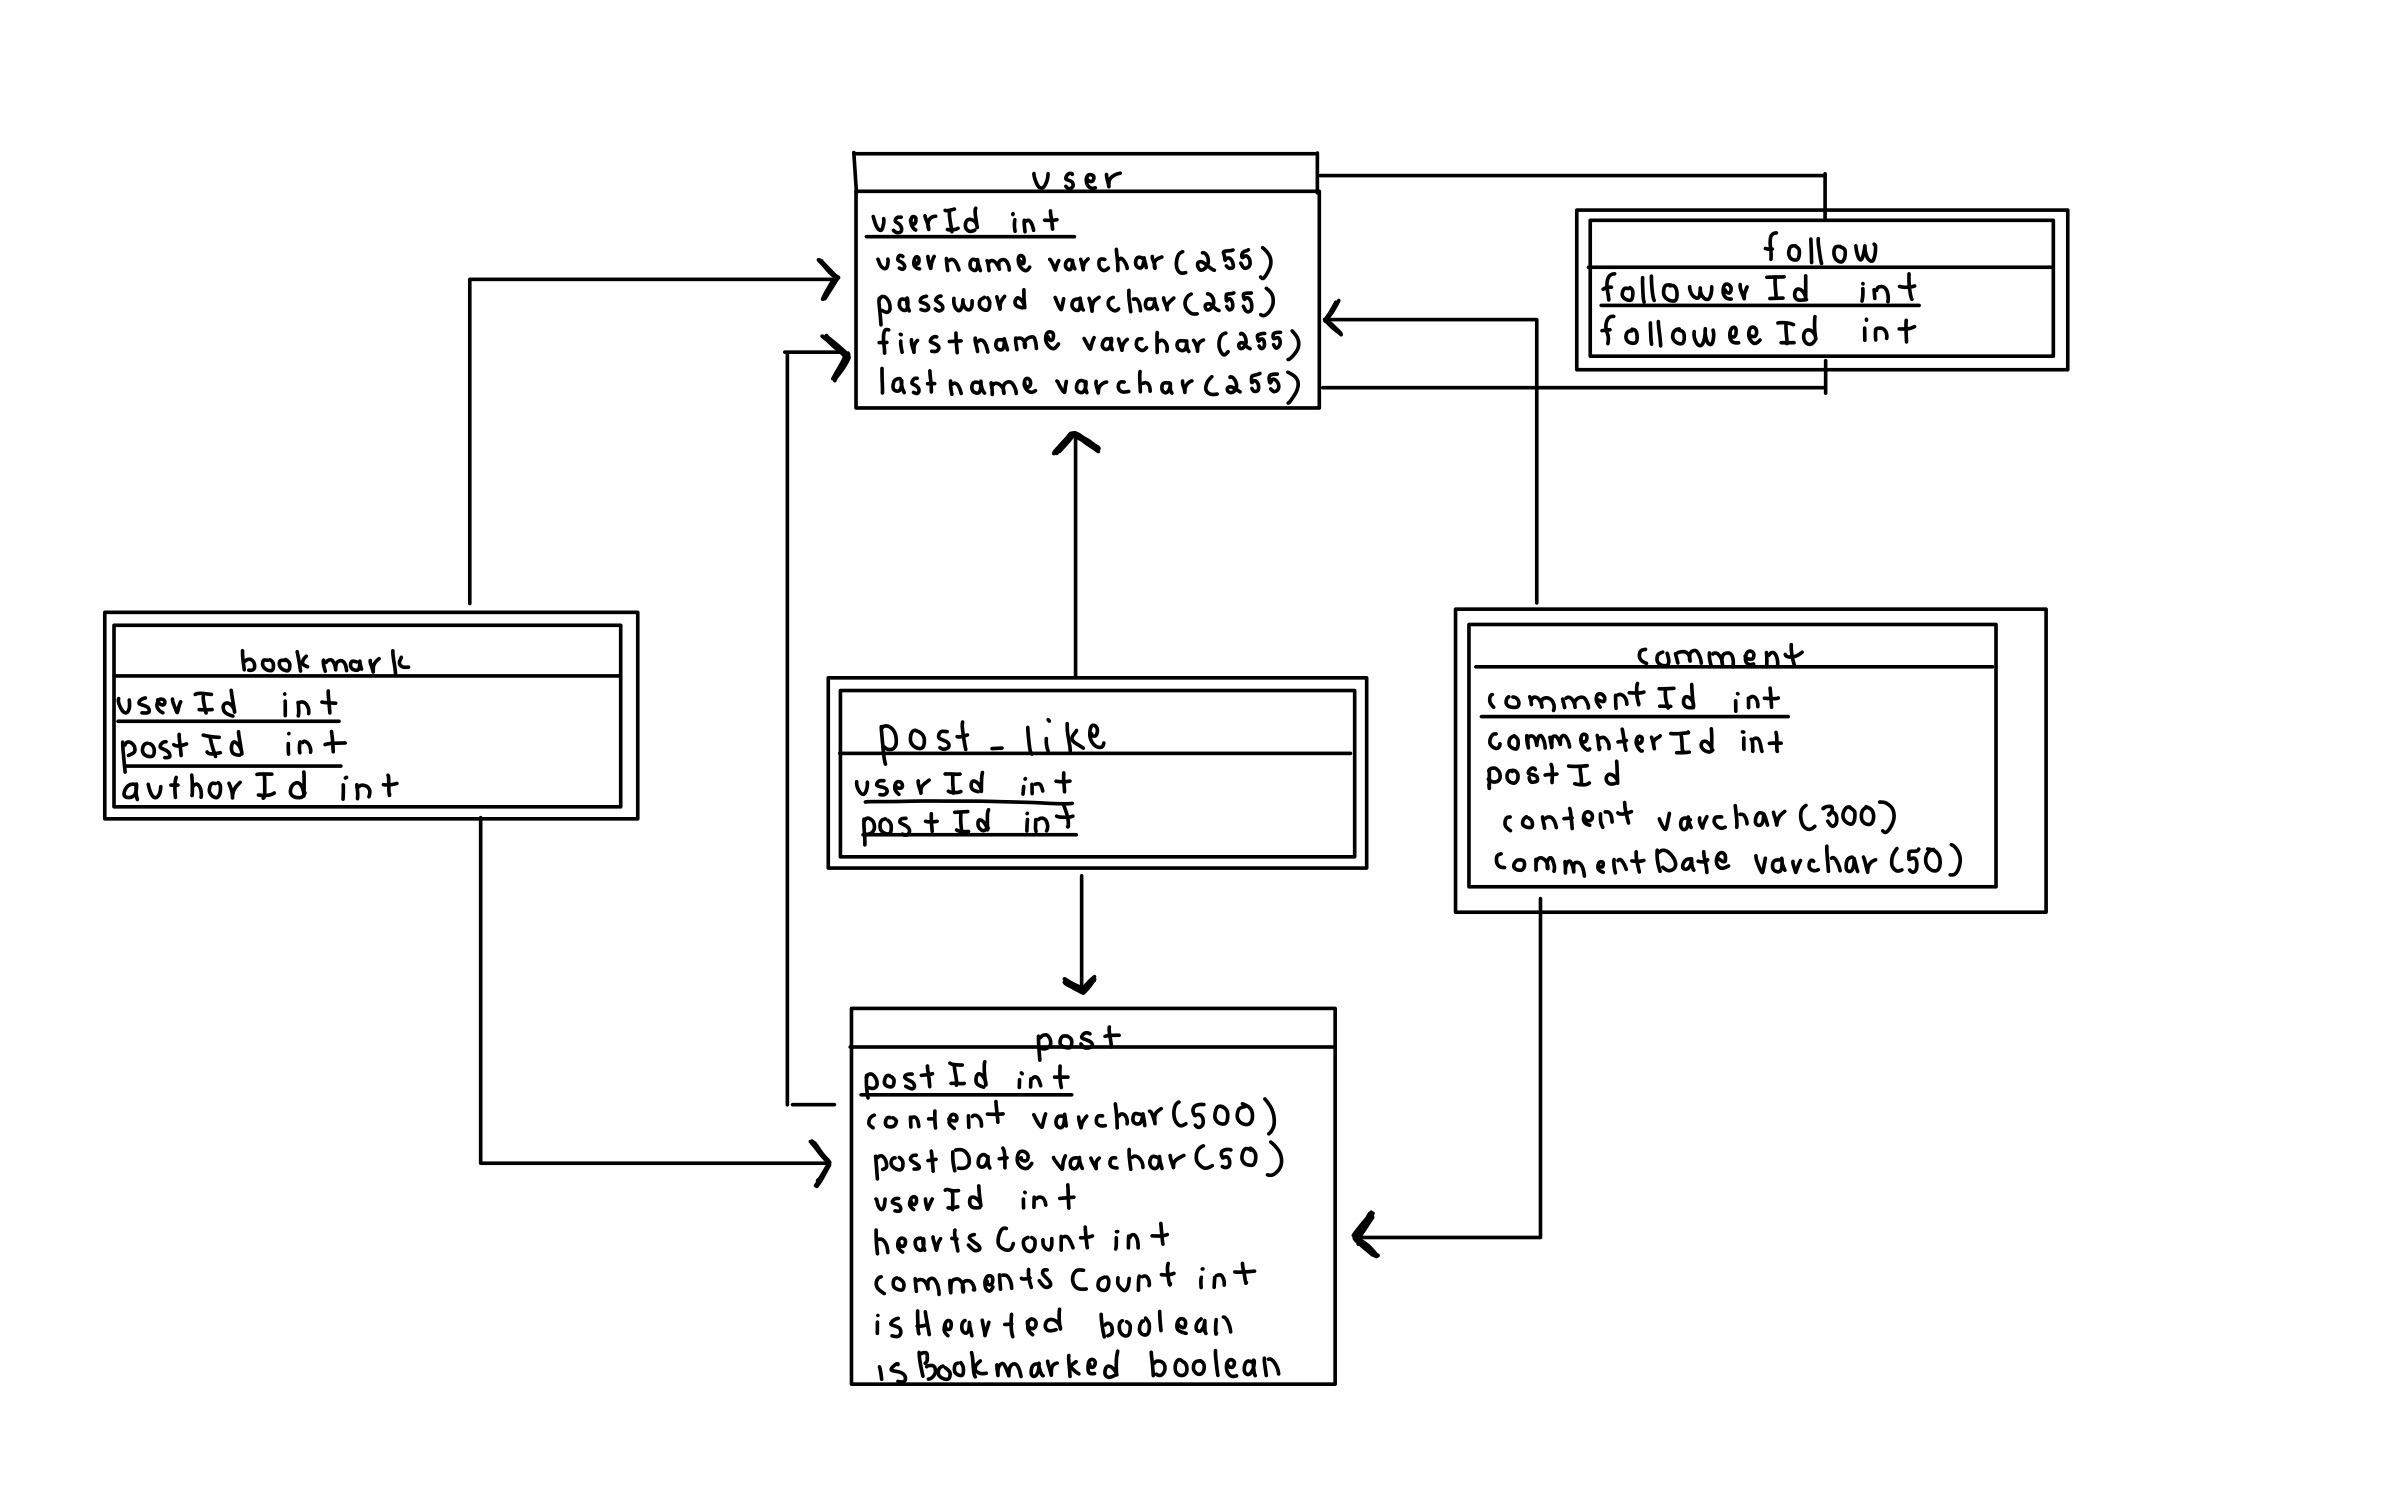 user
userId int
username varchar(255)
password varchar(255)
firstname varchar(255)
lastname varchar(255)
follow
followerId int
followeeId int
bookmark
userId int
postId int
authorId int
post_like
userId int
postId int
comment
commentId int
commenterId int
postId
content varchar(300)
commentDate varchar(50)
post
postId int
content varchar(500)
postDate varchar(50)
userId int
heartsCount int
commentsCount int
isHearted boolean
isBookmarked boolean